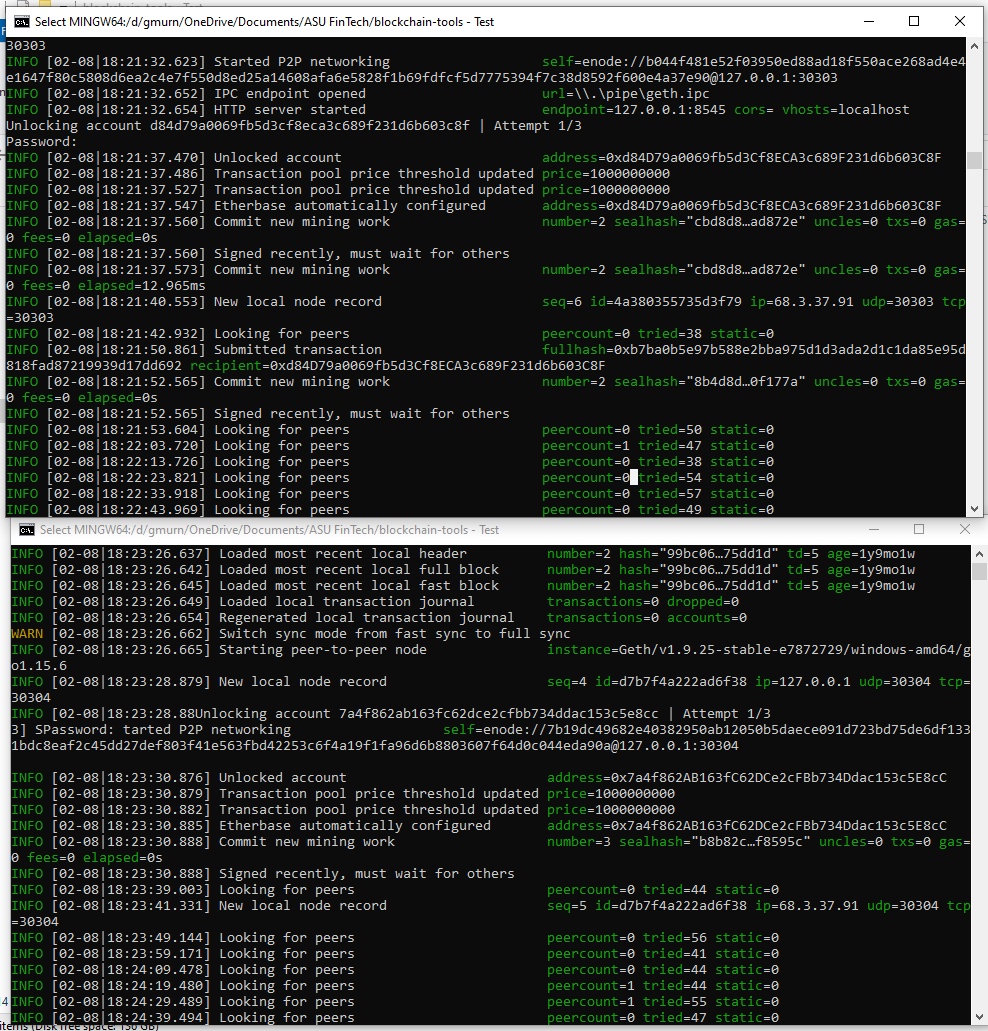 Select MINGW64:/d/gmurn/OneDrive/Documents/ASU FinTech/blockchain-tools - Test
30303
INFO [02-08|18:21:32.623] Started P2P networking self=enode://b044f481e52f03950ed88ad18f550ace268ad4e4
e1647f80c5808d6ea2c4e7f550d8ed25a14608afa6e5828f1b69fdfcf5d7775394f7c38d8592f600e4a37e90@127.0.0.1:30303
INFO [02-08|18:21:32.652] IPC endpoint opened url=\\.\pipe\geth.ipc
INFO [02-08|18:21:32.654] HTTP server started endpoint=127.0.0.1:8545 cors= vhosts=localhost
Unlocking account d84d79a0069fb5d3cf8eca3c689f231d6b603c8f | Attempt 1/3
Password:
INFO [02-08|18:21:37.470] Unlocked account address=0xd84D79a0069fb5d3Cf8ECA3c689F231d6b603C8F
INFO [02-08|18:21:37.486] Transaction pool price threshold updated price=1000000000
INFO [02-08|18:21:37.527] Transaction pool price threshold updated price=1000000000
INFO [02-08|18:21:37.547] Etherbase automatically configured address=0xd84D79a0069fb5d3Cf8ECA3c689F231d6b603C8F
INFO [02-08|18:21:37.560] Commit new mining work number=2 sealhash="cbd8d8…ad872e" uncles=0 txs=0 gas=
0 fees=0 elapsed=0s
INFO [02-08|18:21:37.560] Signed recently, must wait for others
INFO [02-08|18:21:37.573] Commit new mining work number=2 sealhash="cbd8d8…ad872e" uncles=0 txs=0 gas=
0 fees=0 elapsed=12.965ms
INFO [02-08|18:21:40.553] New local node record seq=6 id=4a380355735d3f79 ip=68.3.37.91 udp=30303 tcp
=30303
INFO [02-08|18:21:42.932] Looking for peers peercount=0 tried=38 static=0
INFO [02-08|18:21:50.861] Submitted transaction fullhash=0xb7ba0b5e97b588e2bba975d1d3ada2d1c1da85e95d
818fad87219939d17dd692 recipient=0xd84D79a0069fb5d3Cf8ECA3c689F231d6b603C8F
INFO [02-08|18:21:52.565] Commit new mining work number=2 sealhash="8b4d8d…0f177a" uncles=0 txs=0 gas=
0 fees=0 elapsed=0s
INFO [02-08|18:21:52.565] Signed recently, must wait for others
INFO [02-08|18:21:53.604] Looking for peers peercount=0 tried=50 static=0
INFO [02-08|18:22:03.720] Looking for peers peercount=1 tried=47 static=0
INFO [02-08|18:22:13.726] Looking for peers peercount=0 tried=38 static=0
INFO [02-08|18:22:23.821] Looking for peers peercount=0 tried=54 static=0
INFO [02-08|18:22:33.918] Looking for peers peercount=0 tried=57 static=0
INFO [02-08|18:22:43.969] Looking for peers peercount=0 tried=49 static=0
Select MINGW64:/d/gmurn/OneDrive/Documents/ASU FinTech/blockchain-tools - Test
INFO [02-08|18:23:26.637] Loaded most recent local header number=2 hash="99bc06…75dd1d" td=5 age=1y9mo1w
INFO [02-08|18:23:26.642] Loaded most recent local full block number=2 hash="99bc06…75dd1d" td=5 age=1y9mo1w
INFO [02-08|18:23:26.645] Loaded most recent local fast block number=2 hash="99bc06…75dd1d" td=5 age=1y9mo1w
INFO [02-08|18:23:26.649] Loaded local transaction journal transactions=0 dropped=0
INFO [02-08|18:23:26.654] Regenerated local transaction journal transactions=0 accounts=0
WARN [02-08|18:23:26.662] Switch sync mode from fast sync to full sync
INFO [02-08|18:23:26.665] Starting peer-to-peer node instance=Geth/v1.9.25-stable-e7872729/windows-amd64/g
o1.15.6
INFO [02-08|18:23:28.879] New local node record seq=4 id=d7b7f4a222ad6f38 ip=127.0.0.1 udp=30304 tcp=
30304
INFO [02-08|18:23:28.88Unlocking account 7a4f862ab163fc62dce2cfbb734ddac153c5e8cc | Attempt 1/3
3] SPassword: tarted P2P networking self=enode://7b19dc49682e40382950ab12050b5daece091d723bd75de6df133
1bdc8eaf2c45dd27def803f41e563fbd42253c6f4a19f1fa96d6b8803607f64d0c044eda90a@127.0.0.1:30304
INFO [02-08|18:23:30.876] Unlocked account address=0x7a4f862AB163fC62DCe2cFBb734Ddac153c5E8cC
INFO [02-08|18:23:30.879] Transaction pool price threshold updated price=1000000000
INFO [02-08|18:23:30.882] Transaction pool price threshold updated price=1000000000
INFO [02-08|18:23:30.885] Etherbase automatically configured address=0x7a4f862AB163fC62DCe2cFBb734Ddac153c5E8cC
INFO [02-08|18:23:30.888] Commit new mining work number=3 sealhash="b8b82c…f8595c" uncles=0 txs=0 gas=
0 fees=0 elapsed=0s
INFO [02-08|18:23:30.888] Signed recently, must wait for others
INFO [02-08|18:23:39.003] Looking for peers peercount=0 tried=44 static=0
INFO [02-08|18:23:41.331] New local node record seq=5 id=d7b7f4a222ad6f38 ip=68.3.37.91 udp=30304 tcp
=30304
INFO [02-08|18:23:49.144] Looking for peers peercount=0 tried=56 static=0
INFO [02-08|18:23:59.171] Looking for peers peercount=0 tried=41 static=0
INFO [02-08|18:24:09.478] Looking for peers peercount=0 tried=44 static=0
INFO [02-08|18:24:19.480] Looking for peers peercount=1 tried=44 static=0
INFO [02-08|18:24:29.489] Looking for peers peercount=1 tried=55 static=0
INFO [02-08|18:24:39.494] Looking for peers peercount=0 tried=47 static=0
items (Disk free space: 130 GB)